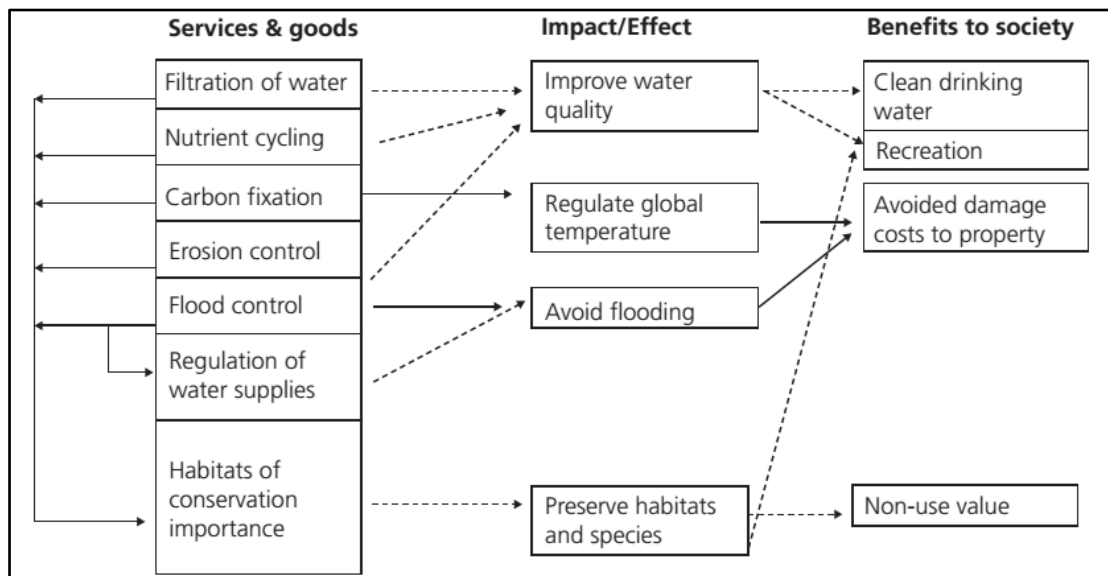 Services & goods
Impact/Effect
Benefits to society
Filtration of water
Nutrient cycling
Carbon fixation
Erosion control
Flood control
Regulation of
water supplies
Habitats of
conservation
importance
Improve water
quality
Regulate global
temperature
Avoid flooding
Preserve habitats
and species
Clean drinking
water
Recreation
Avoided damage
costs to property
Non-use value